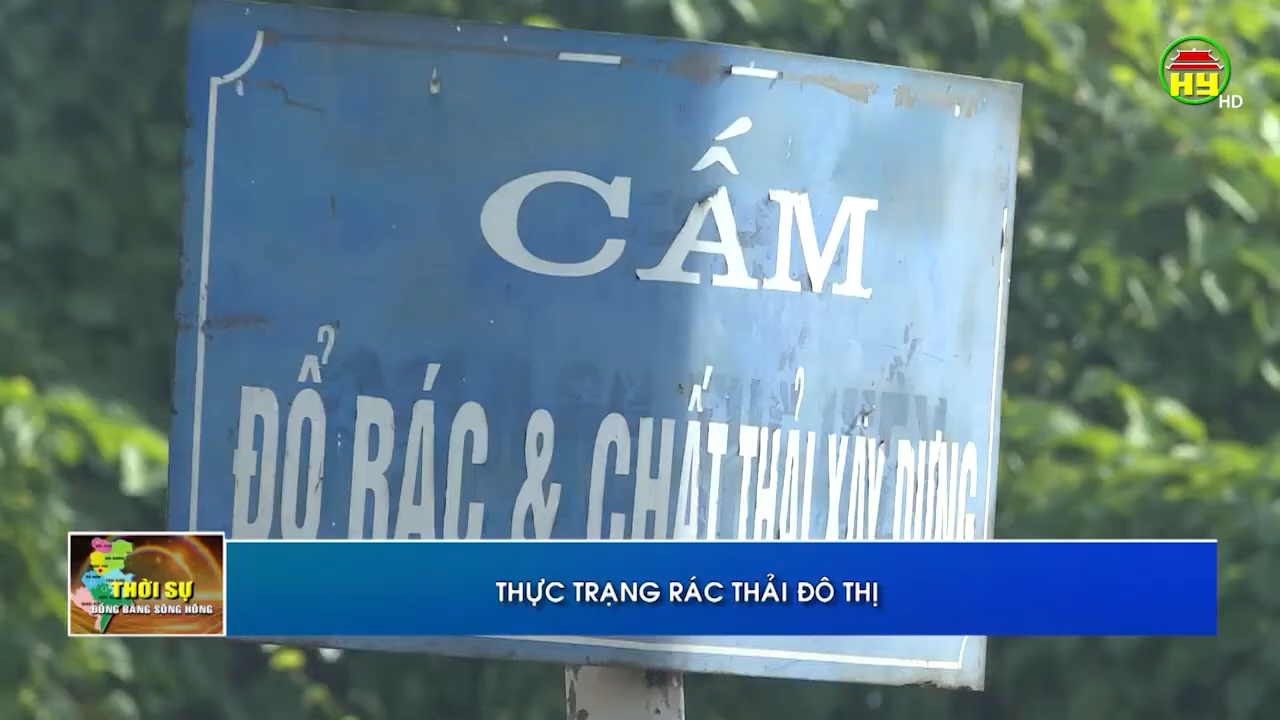 HY
HD
CẤM
ĐỔ RÁC & CHẤT THẢI XÂY DỰNG
THỜI SỰ
ĐỒNG BẰNG SÔNG HỒNG
THỰC TRẠNG RÁC THẢI ĐÔ THỊ